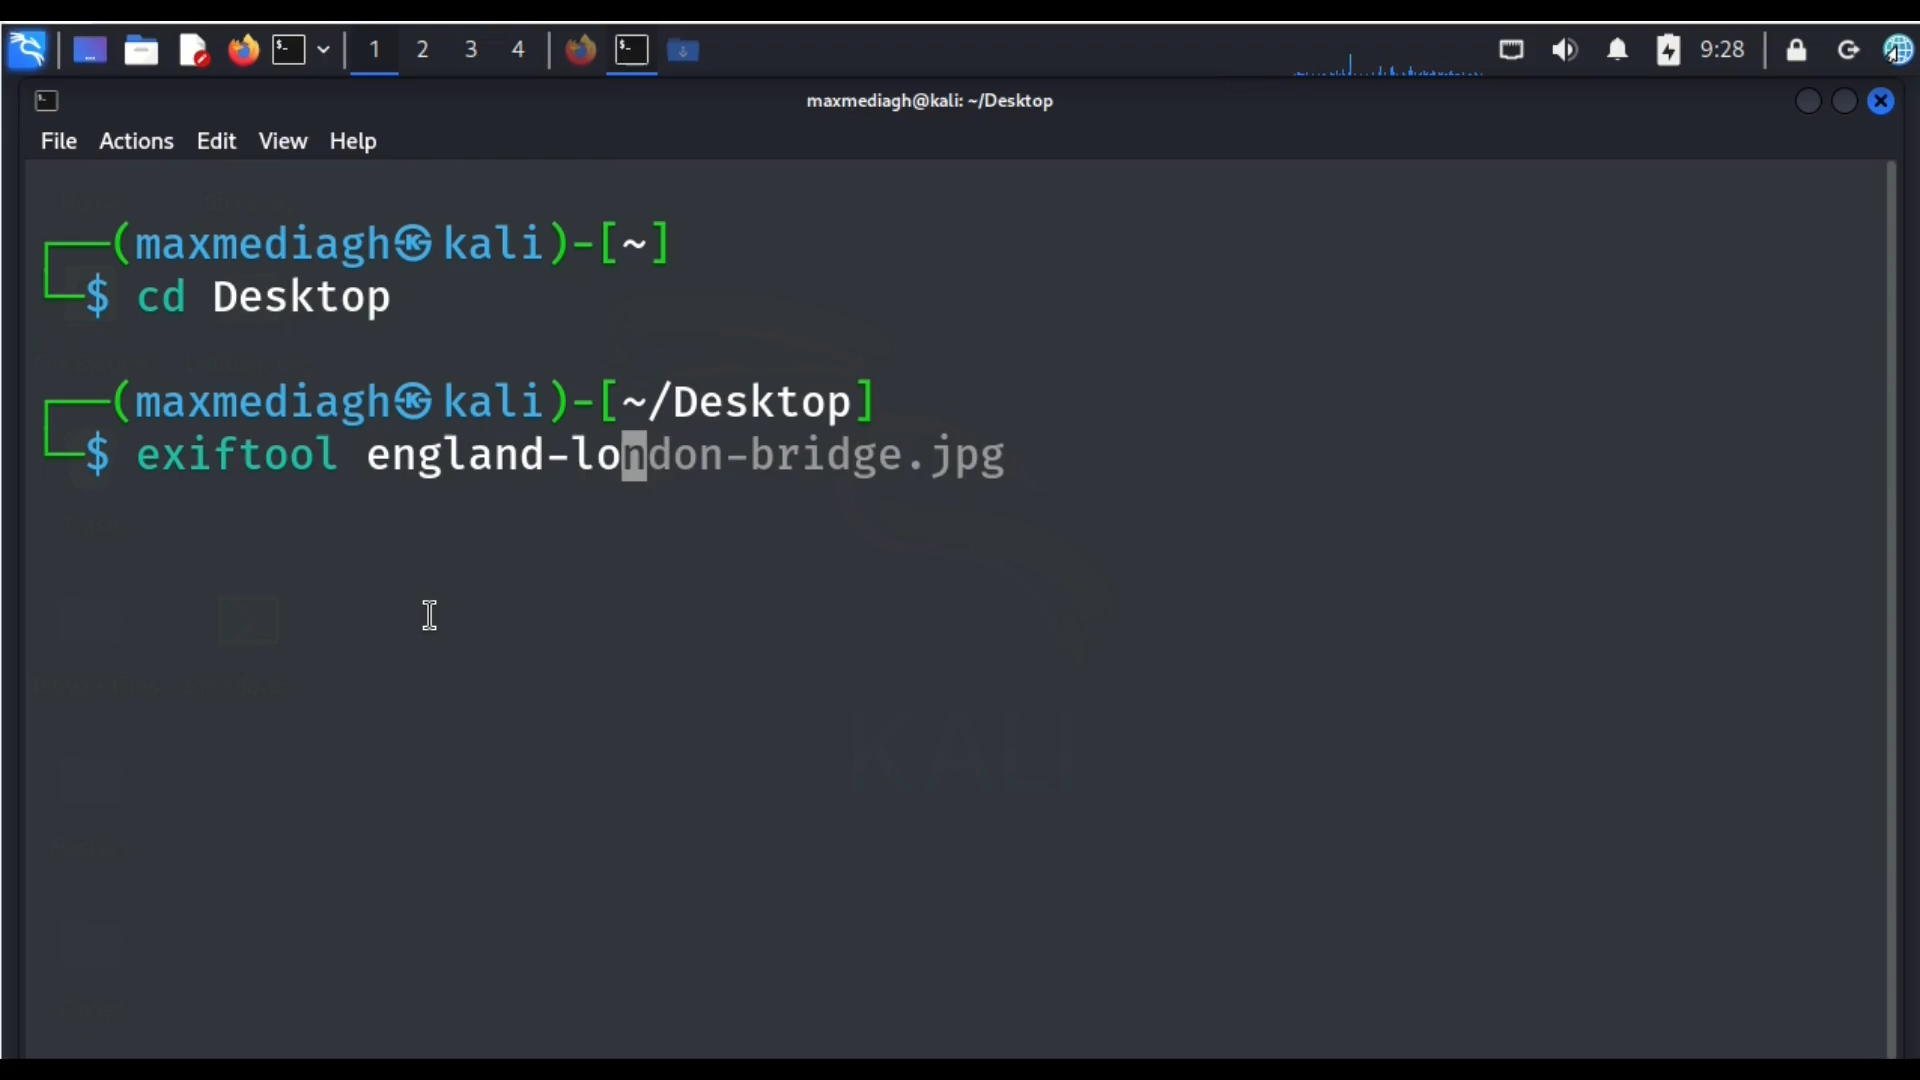 1 2 3 4 9:28
maxmediagh@kali: ~/Desktop
File Actions Edit View Help
┌──(maxmediagh㉿kali)-[~]
└─$ cd Desktop
┌──(maxmediagh㉿kali)-[~/Desktop]
└─$ exiftool england-london-bridge.jpg
KALI